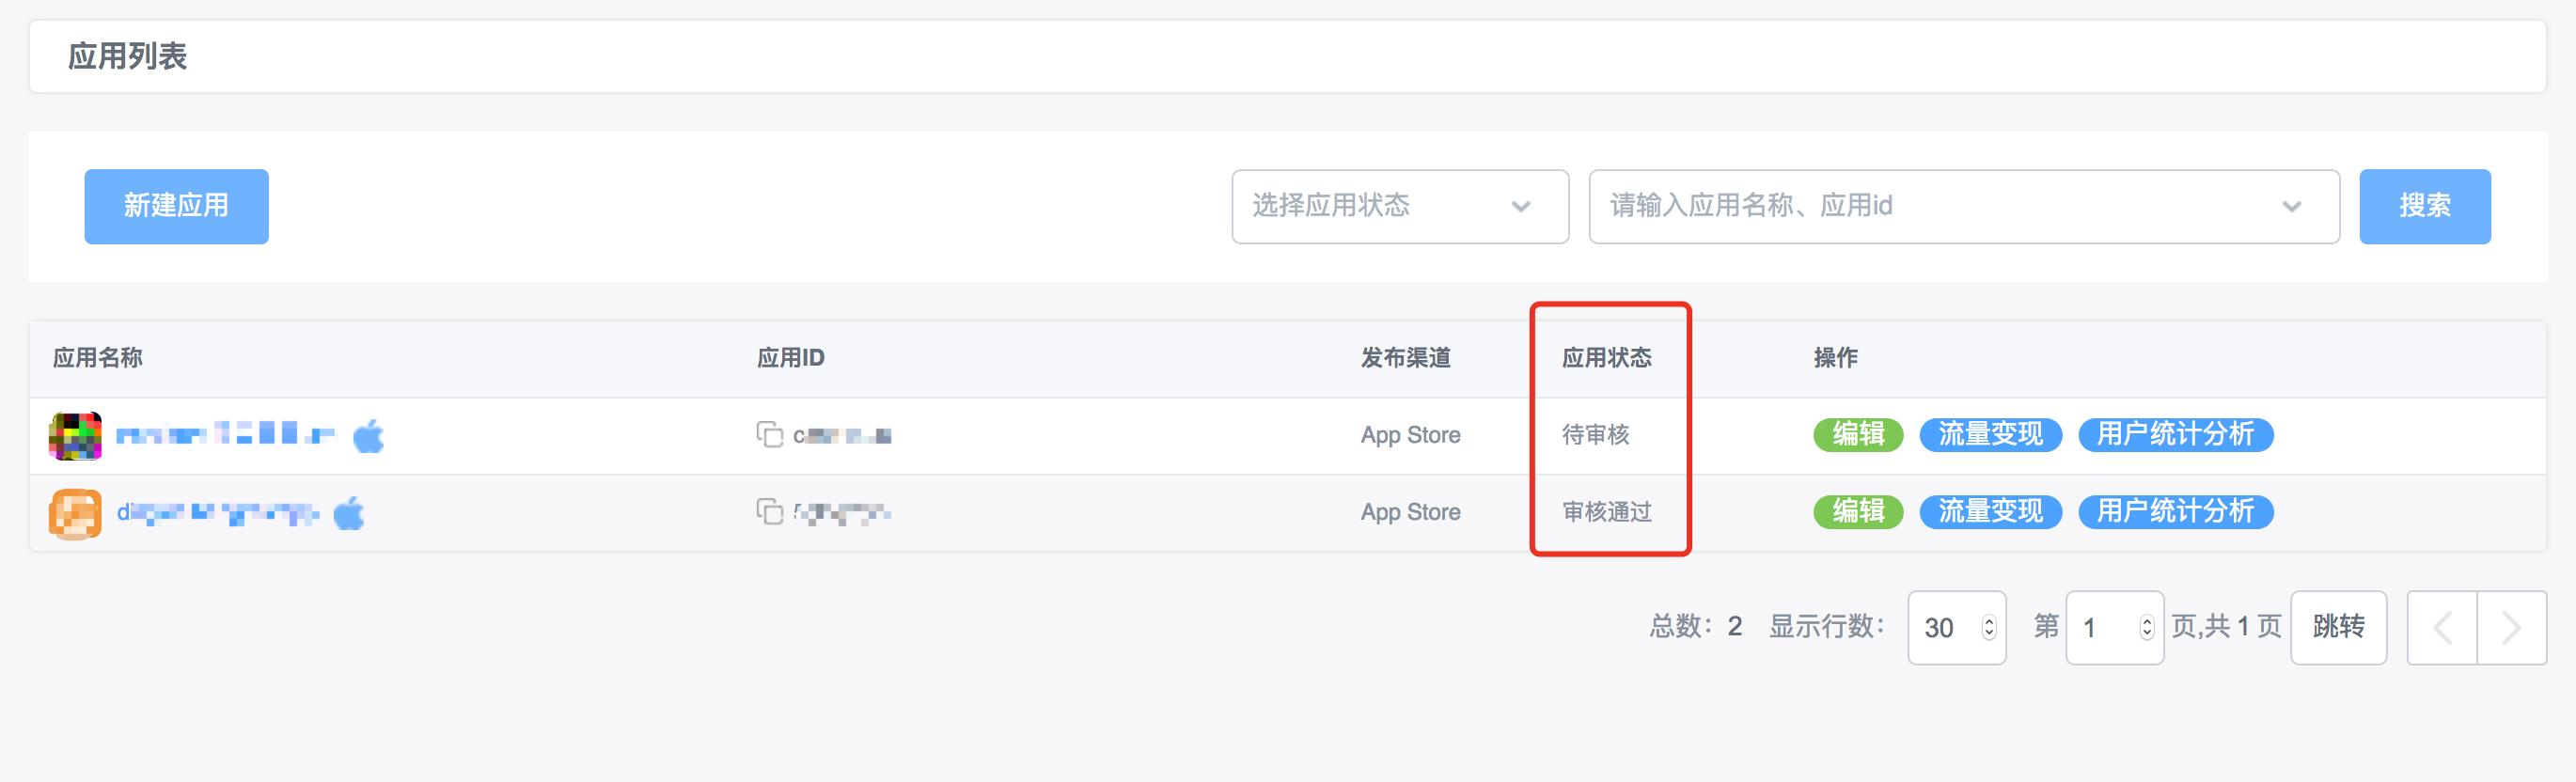 应用列表
新建应用 选择应用状态 请输入应用名称、应用id 搜索
应用名称 应用ID 发布渠道 应用状态 操作
App Store 待审核 编辑 流量变现 用户统计分析
App Store 审核通过 编辑 流量变现 用户统计分析
总数：2 显示行数： 30 第 1 页,共 1 页 跳转